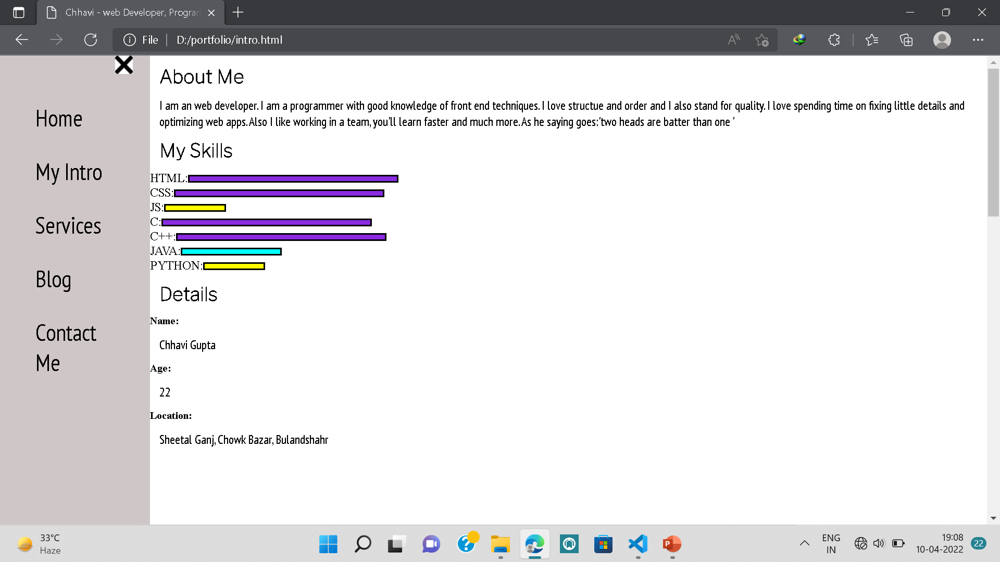 Chhavi - web Developer, Progran
File
D:/portfolio/intro.html
Home
My Intro
Services
Blog
Contact
Me
About Me
I am an web developer. I am a programmer with good knowledge of front end techniques. I love structue and order and I also stand for quality. I love spending time on fixing little details and
optimizing web apps. Also I like working in a team, you'll learn faster and much more. As he saying goes:'two heads are batter than one '
My Skills
HTML:
CSS:
JS:
C:
C++:
JAVA:
PYTHON:
Details
Name:
Chhavi Gupta
Age:
22
Location:
Sheetal Ganj, Chowk Bazar, Bulandshahr
33°C
Haze
ENG
IN
19:08
10-04-2022
22